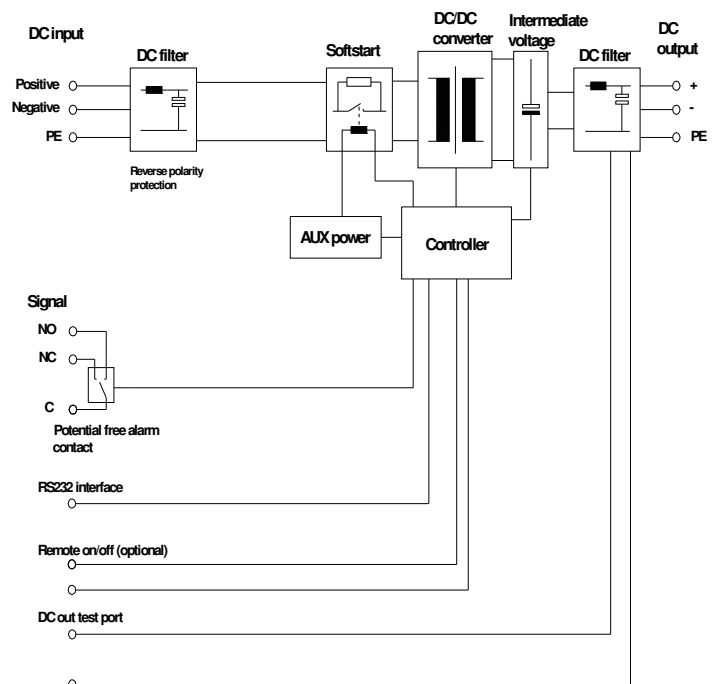 DC input
DC filter
Softstart
DC/DC
converter
Intermediate
voltage
DC filter
DC
output
Positive
Negative
PE
+
-
PE
Reverse polarity
protection
AUX power
Controller
Signal
NO
NC
C
Potential free alarm
contact
RS232 interface
Remote on/off (optional)
DC out test port